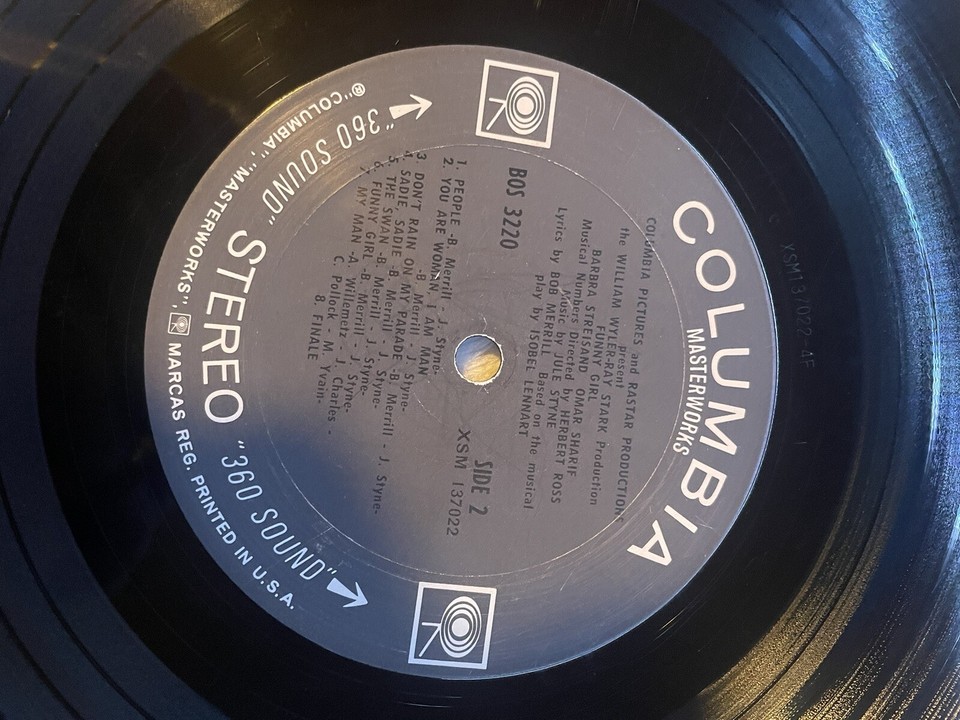 COLUMBIA
MASTERWORKS
COLUMBIA PICTURES and RASTAR PRODUCTIONS
present
the WILLIAM WYLER-RAY STARK Production
FUNNY GIRL
BARBRA STREISAND OMAR SHARIF
Musical Numbers Directed by HERBERT ROSS
Music by JULE STYNE
Lyrics by BOB MERRILL Based on the musical
play by ISOBEL LENNART
BOS 3220
SIDE 2
XSM 137022
1. PEOPLE -B. Merrill - J. Styne-
2. YOU ARE WOMAN, I AM MAN
-B. Merrill - J. Styne-
3. DON'T RAIN ON MY PARADE -B. Merrill - J. Styne-
4. SADIE, SADIE -B. Merrill - J. Styne-
5. THE SWAN -B. Merrill - J. Styne-
6. FUNNY GIRL -B. Merrill - J. Styne-
7. MY MAN -A. Willemetz - J. Charles -
C. Pollock - M. Yvain-
8. FINALE
"360 SOUND" STEREO "360 SOUND"
®"COLUMBIA", "MASTERWORKS", MARCAS REG. PRINTED IN U.S.A.
XSM137022-4F